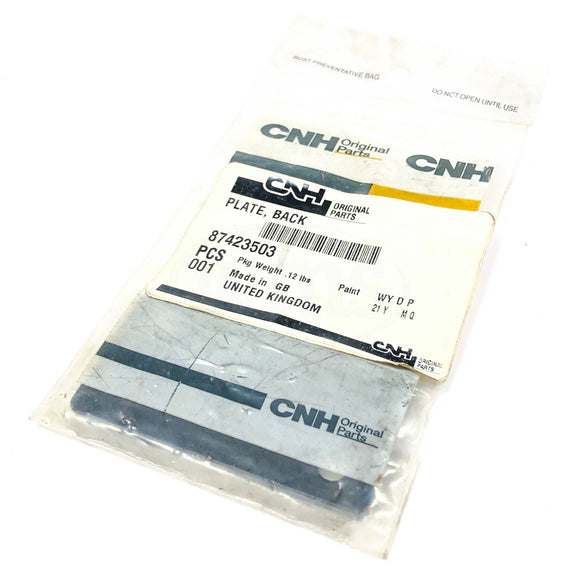 RUST PREVENTATIVE BAG
DO NOT OPEN UNTIL USE
CNH Original Parts
CNH
CNH ORIGINAL PARTS
PLATE, BACK
87423503
PCS Pkg Weight .12 lbs Paint WY D P
001 Made in GB 21 Y M Q
UNITED KINGDOM
CNH ORIGINAL PARTS
CNH Original Parts